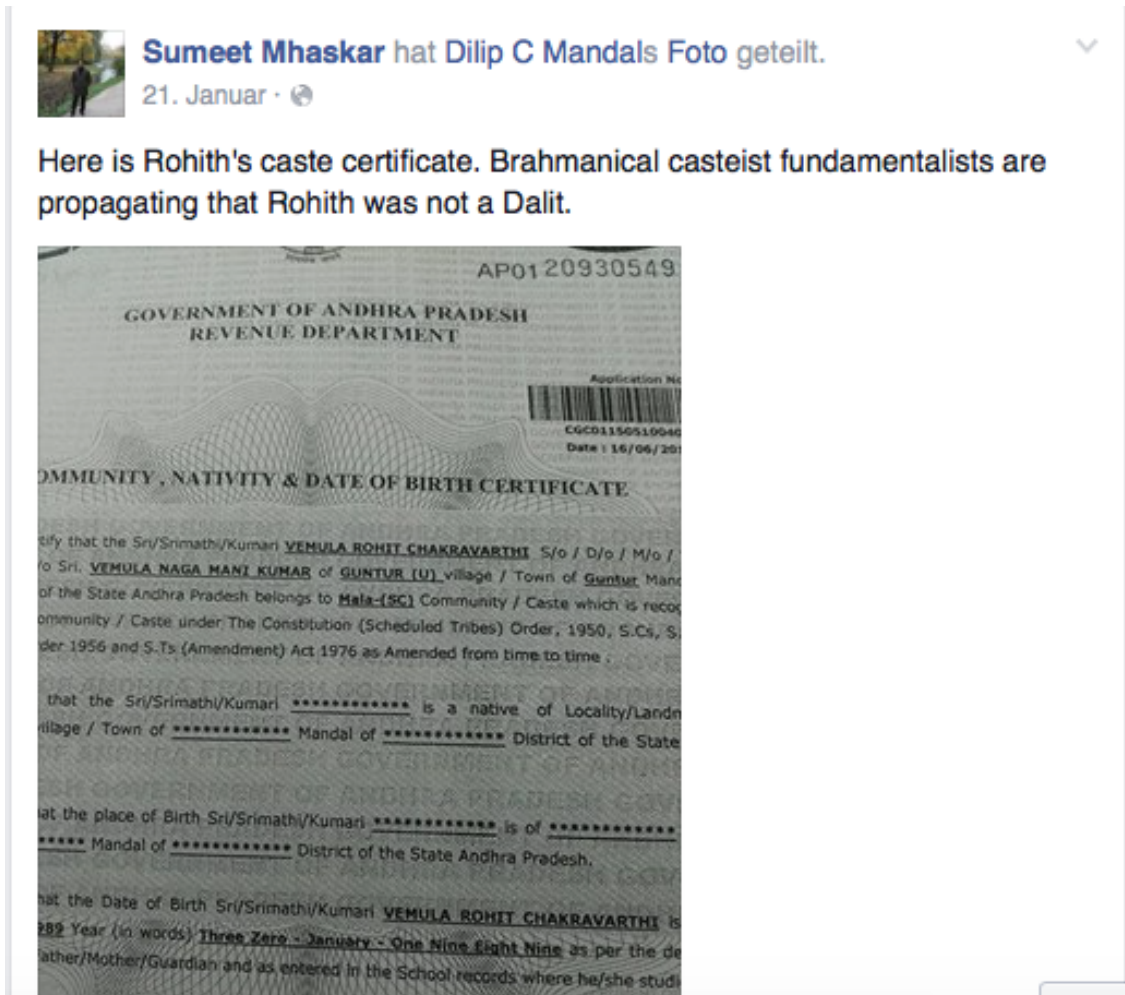 Sumeet Mhaskar hat Dilip C Mandals Foto geteilt.
21. Januar ·
Here is Rohith's caste certificate. Brahmanical casteist fundamentalists are
propagating that Rohith was not a Dalit.
AP01 20930549
GOVERNMENT OF ANDHRA PRADESH
REVENUE DEPARTMENT
Application No
CGC01150510040
Date : 16/06/201
OMMUNITY , NATIVITY & DATE OF BIRTH CERTIFICATE
tify that the Sri/Srimathi/Kumari VEMULA ROHIT CHAKRAVARTHI S/o / D/o / M/o /
/o Sri. VEMULA NAGA MANI KUMAR of GUNTUR (U) village / Town of Guntur Mand
of the State Andhra Pradesh belongs to Mala-(SC) Community / Caste which is recog
ommunity / Caste under The Constitution (Scheduled Tribes) Order, 1950, S.Cs, S.
der 1956 and S.Ts (Amendment) Act 1976 as Amended from time to time .
that the Sri/Srimathi/Kumari ************ is a native of Locality/Landm
village / Town of ************ Mandal of ************ District of the State
at the place of Birth Sri/Srimathi/Kumari ************ is of ************
***** Mandal of ************ District of the State Andhra Pradesh.
hat the Date of Birth Sri/Srimathi/Kumari VEMULA ROHIT CHAKRAVARTHI is
989 Year (in words) Three Zero - January - One Nine Eight Nine as per the de
ather/Mother/Guardian and as entered in the School records where he/she studi